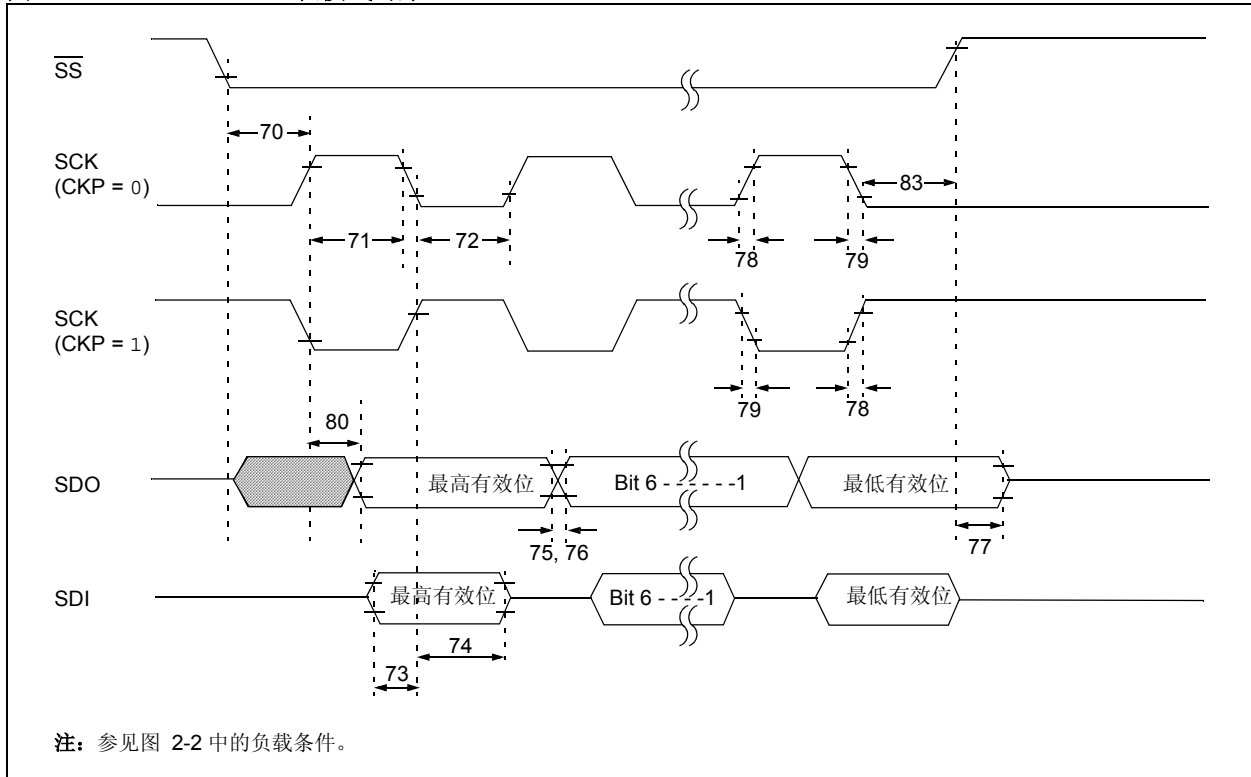 SS
70
SCK
(CKP = 0)
83
71
72
78
79
SCK
(CKP = 1)
79
78
80
SDO
最高有效位
Bit 6 - - - - - - -1
最低有效位
75, 76
77
SDI
最高有效位
Bit 6 - - - -1
最低有效位
74
73
注：参见图 2-2 中的负载条件。